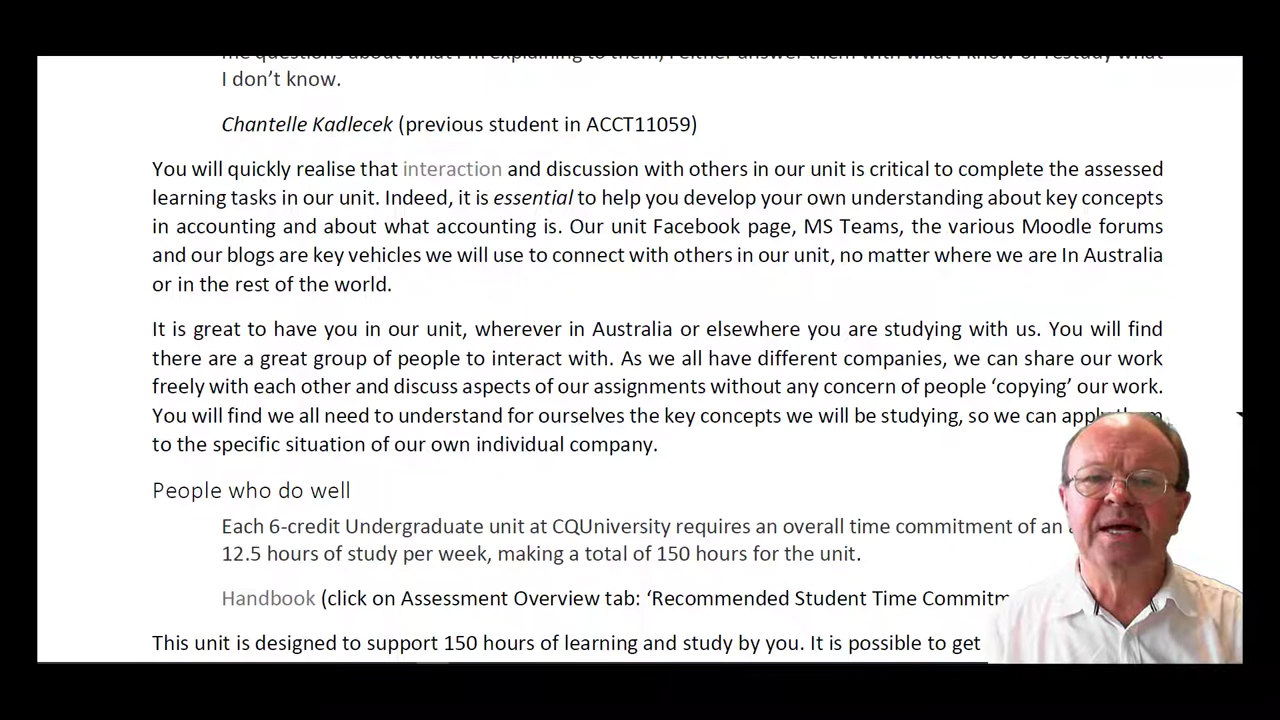 I don't know.
Chantelle Kadlecek (previous student in ACCT11059)
You will quickly realise that interaction and discussion with others in our unit is critical to complete the assessed
learning tasks in our unit. Indeed, it is essential to help you develop your own understanding about key concepts
in accounting and about what accounting is. Our unit Facebook page, MS Teams, the various Moodle forums
and our blogs are key vehicles we will use to connect with others in our unit, no matter where we are In Australia
or in the rest of the world.
It is great to have you in our unit, wherever in Australia or elsewhere you are studying with us. You will find
there are a great group of people to interact with. As we all have different companies, we can share our work
freely with each other and discuss aspects of our assignments without any concern of people ‘copying’ our work.
You will find we all need to understand for ourselves the key concepts we will be studying, so we can apply them
to the specific situation of our own individual company.
People who do well
Each 6-credit Undergraduate unit at CQUniversity requires an overall time commitment of an
12.5 hours of study per week, making a total of 150 hours for the unit.
Handbook (click on Assessment Overview tab: ‘Recommended Student Time
This unit is designed to support 150 hours of learning and study by you. It is possible to get